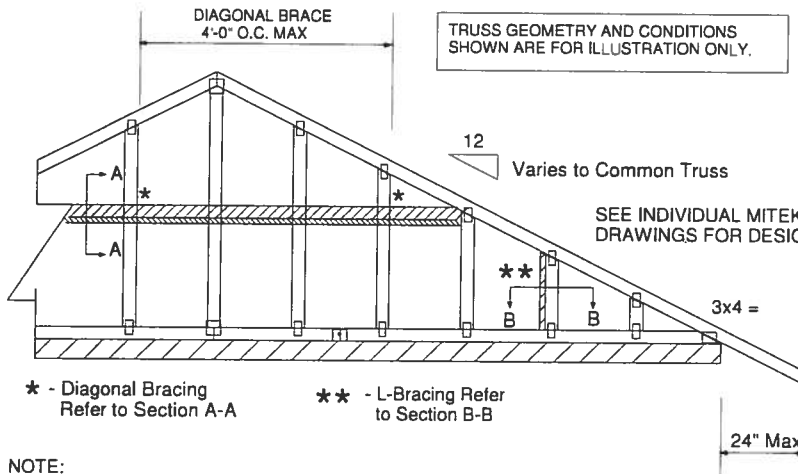 DIAGONAL BRACE
4'-0" O.C. MAX
TRUSS GEOMETRY AND CONDITIONS
SHOWN ARE FOR ILLUSTRATION ONLY.
12
Varies to Common Truss
SEE INDIVIDUAL MITEK
DRAWINGS FOR DESIG
A
*
*
A
**
B B
3x4 =
* - Diagonal Bracing
Refer to Section A-A
** - L-Bracing Refer
to Section B-B
24" Max
NOTE: